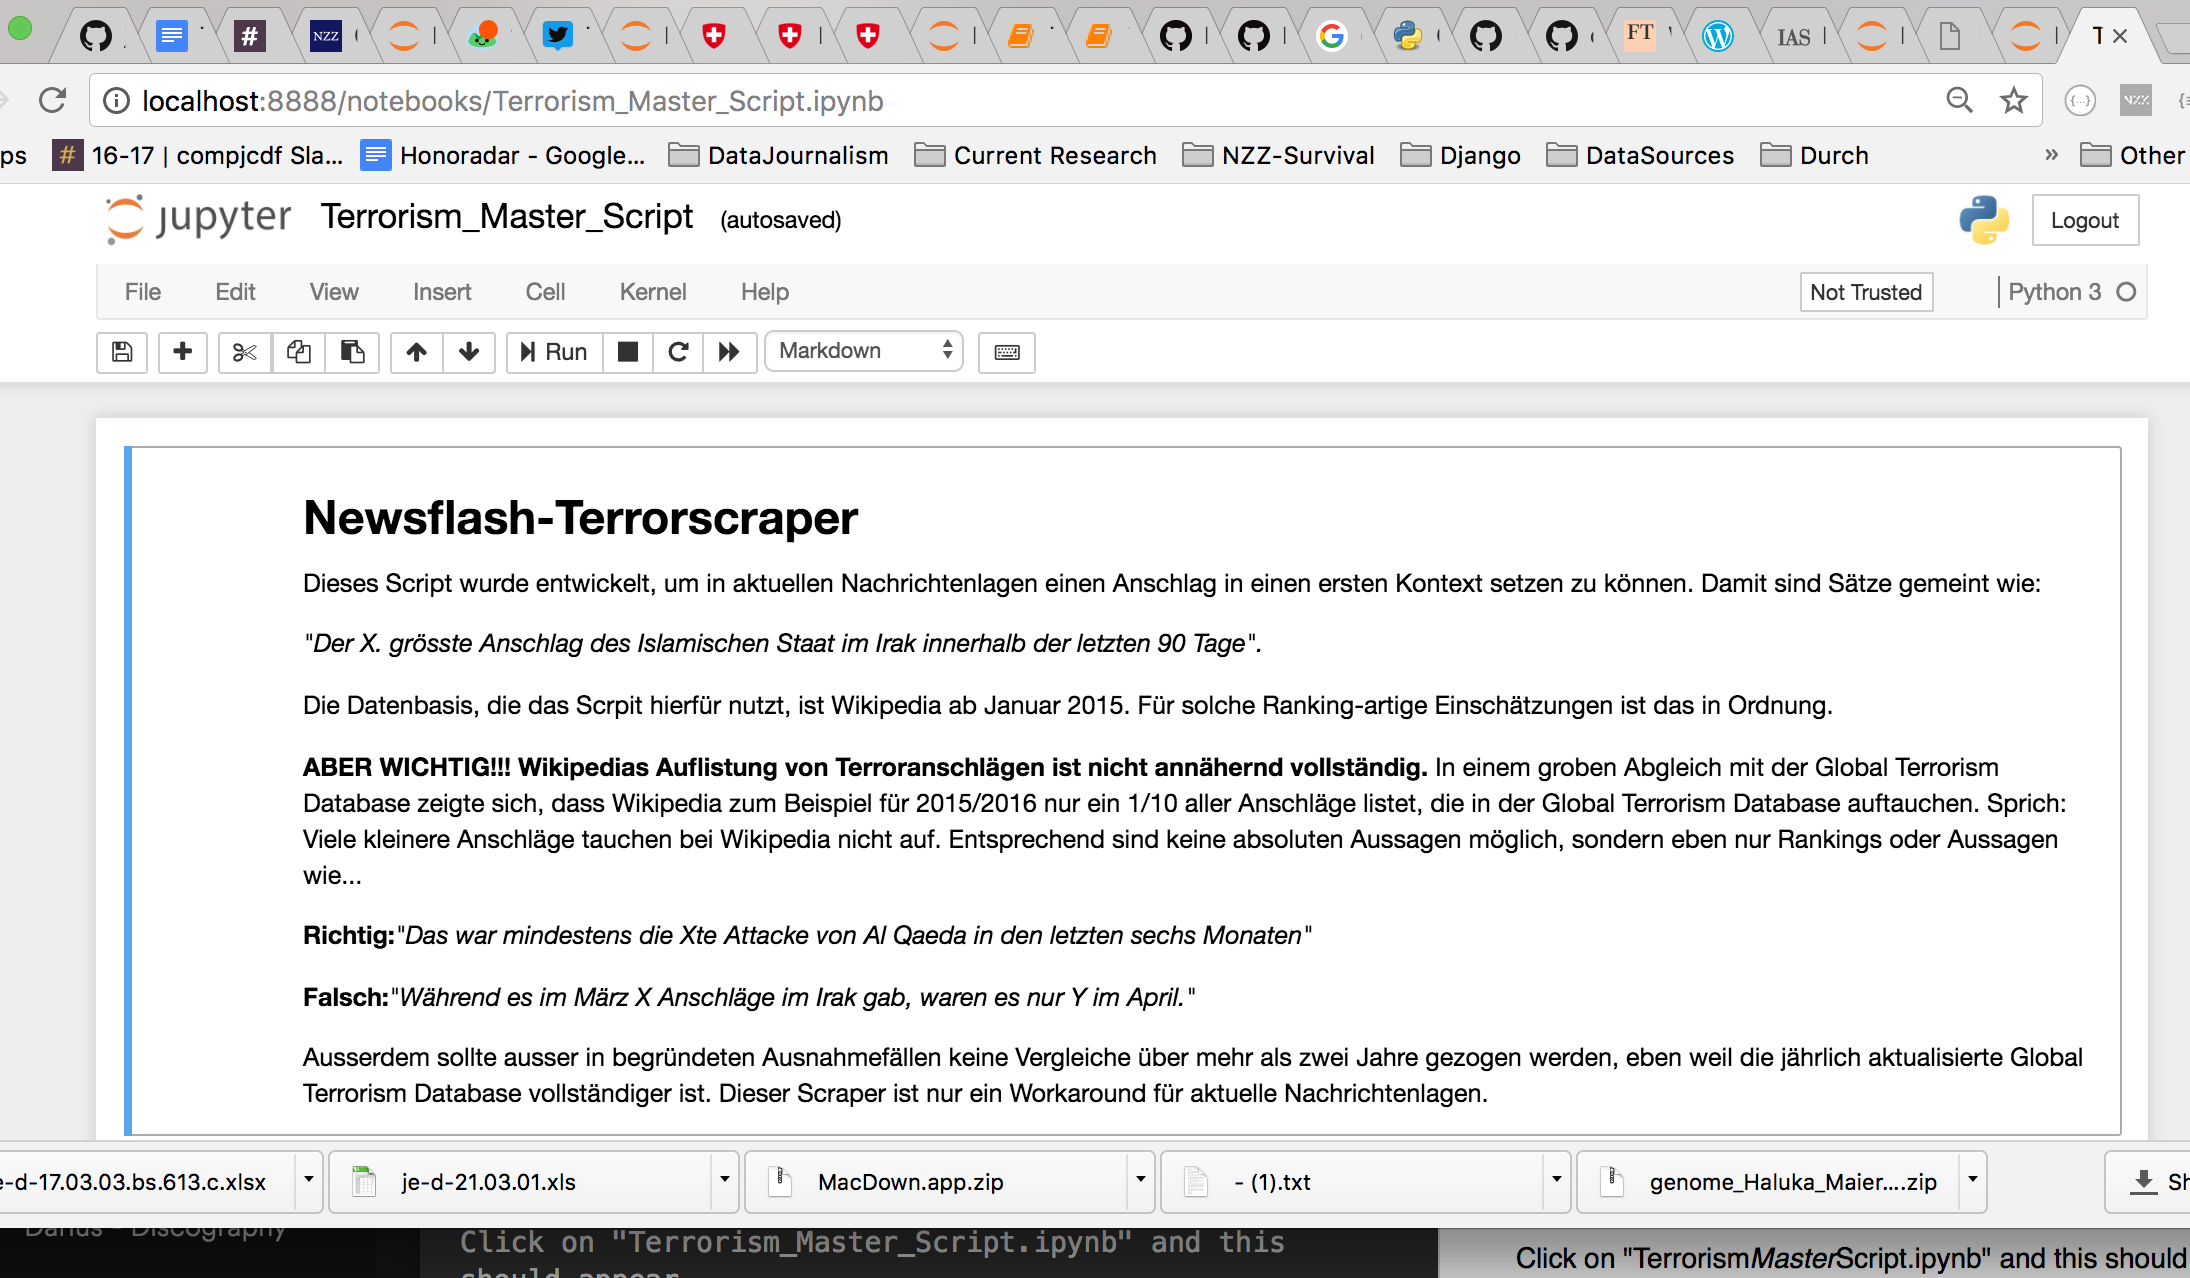 # NZZ FT IAS T
localhost:8888/notebooks/Terrorism_Master_Script.ipynb
ps # 16-17 | compjcdf Sla... Honoradar - Google... DataJournalism Current Research NZZ-Survival Django DataSources Durch » Other
jupyter Terrorism_Master_Script (autosaved) Logout
File Edit View Insert Cell Kernel Help Not Trusted Python 3
Run Markdown
Newsflash-Terrorscraper
Dieses Script wurde entwickelt, um in aktuellen Nachrichtenlagen einen Anschlag in einen ersten Kontext setzen zu können. Damit sind Sätze gemeint wie:
"Der X. grösste Anschlag des Islamischen Staat im Irak innerhalb der letzten 90 Tage".
Die Datenbasis, die das Scrpit hierfür nutzt, ist Wikipedia ab Januar 2015. Für solche Ranking-artige Einschätzungen ist das in Ordnung.
ABER WICHTIG!!! Wikipedias Auflistung von Terroranschlägen ist nicht annähernd vollständig. In einem groben Abgleich mit der Global Terrorism
Database zeigte sich, dass Wikipedia zum Beispiel für 2015/2016 nur ein 1/10 aller Anschläge listet, die in der Global Terrorism Database auftauchen. Sprich:
Viele kleinere Anschläge tauchen bei Wikipedia nicht auf. Entsprechend sind keine absoluten Aussagen möglich, sondern eben nur Rankings oder Aussagen
wie...
Richtig:"Das war mindestens die Xte Attacke von Al Qaeda in den letzten sechs Monaten"
Falsch:"Während es im März X Anschläge im Irak gab, waren es nur Y im April."
Ausserdem sollte ausser in begründeten Ausnahmefällen keine Vergleiche über mehr als zwei Jahre gezogen werden, eben weil die jährlich aktualisierte Global
Terrorism Database vollständiger ist. Dieser Scraper ist nur ein Workaround für aktuelle Nachrichtenlagen.
e-d-17.03.03.bs.613.c.xlsx je-d-21.03.01.xls MacDown.app.zip - (1).txt genome_Haluka_Maier....zip Sh
Darius - Discography
Click on "Terrorism_Master_Script.ipynb" and this
should appear
Click on "TerrorismMasterScript.ipynb" and this should